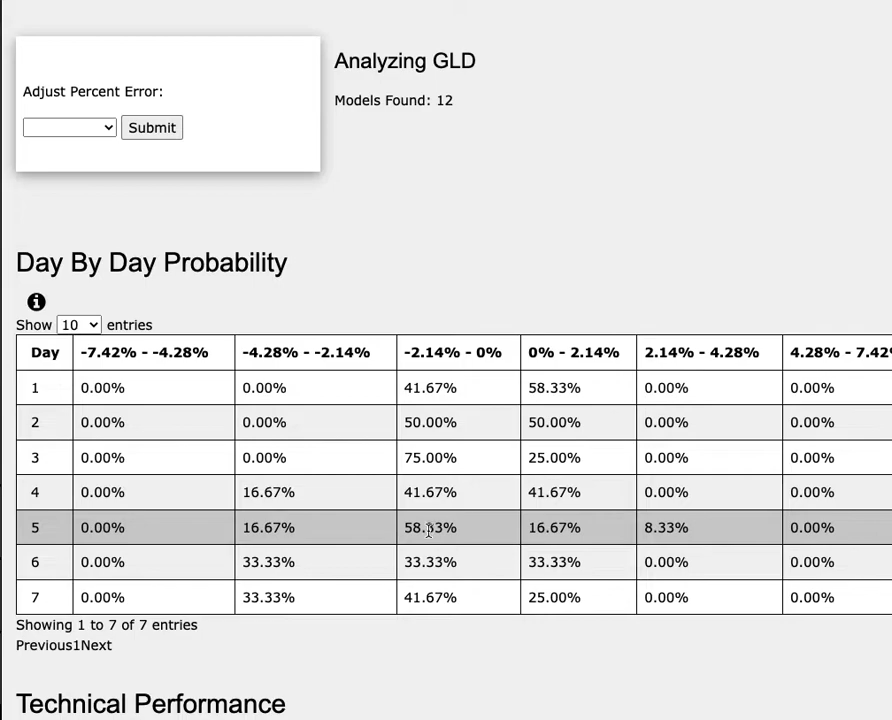 Analyzing GLD
Adjust Percent Error:
Models Found: 12
Submit
Day By Day Probability
Show 10 entries
Day -7.42% - -4.28% -4.28% - -2.14% -2.14% - 0% 0% - 2.14% 2.14% - 4.28% 4.28% - 7.42%
1 0.00% 0.00% 41.67% 58.33% 0.00% 0.00%
2 0.00% 0.00% 50.00% 50.00% 0.00% 0.00%
3 0.00% 0.00% 75.00% 25.00% 0.00% 0.00%
4 0.00% 16.67% 41.67% 41.67% 0.00% 0.00%
5 0.00% 16.67% 58.33% 16.67% 8.33% 0.00%
6 0.00% 33.33% 33.33% 33.33% 0.00% 0.00%
7 0.00% 33.33% 41.67% 25.00% 0.00% 0.00%
Showing 1 to 7 of 7 entries
Previous1Next
Technical Performance